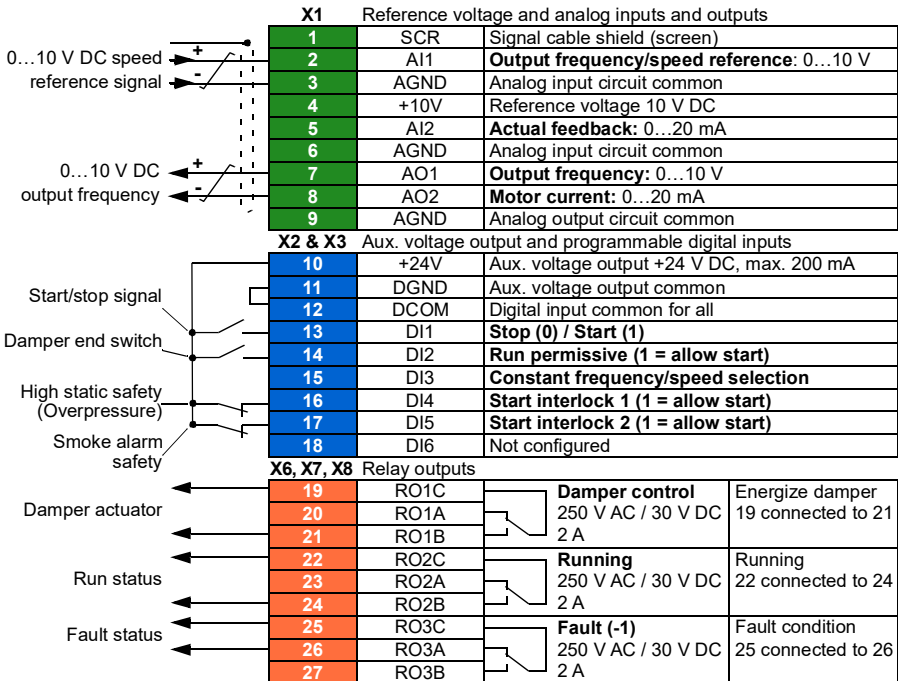 X1 Reference voltage and analog inputs and outputs
1 SCR Signal cable shield (screen)
0…10 V DC speed + 2 AI1 Output frequency/speed reference: 0…10 V
reference signal - 3 AGND Analog input circuit common
4 +10V Reference voltage 10 V DC
5 AI2 Actual feedback: 0…20 mA
6 AGND Analog input circuit common
0…10 V DC + 7 AO1 Output frequency: 0…10 V
output frequency - 8 AO2 Motor current: 0…20 mA
9 AGND Analog output circuit common
X2 & X3 Aux. voltage output and programmable digital inputs
10 +24V Aux. voltage output +24 V DC, max. 200 mA
Start/stop signal 11 DGND Aux. voltage output common
12 DCOM Digital input common for all
Damper end switch 13 DI1 Stop (0) / Start (1)
14 DI2 Run permissive (1 = allow start)
15 DI3 Constant frequency/speed selection
High static safety
(Overpressure) 16 DI4 Start interlock 1 (1 = allow start)
Smoke alarm 17 DI5 Start interlock 2 (1 = allow start)
safety 18 DI6 Not configured
X6, X7, X8 Relay outputs
19 RO1C Damper control Energize damper
Damper actuator 20 RO1A 250 V AC / 30 V DC 19 connected to 21
21 RO1B 2 A
22 RO2C Running Running
Run status 23 RO2A 250 V AC / 30 V DC 22 connected to 24
24 RO2B 2 A
Fault status 25 RO3C Fault (-1) Fault condition
26 RO3A 250 V AC / 30 V DC 25 connected to 26
27 RO3B 2 A